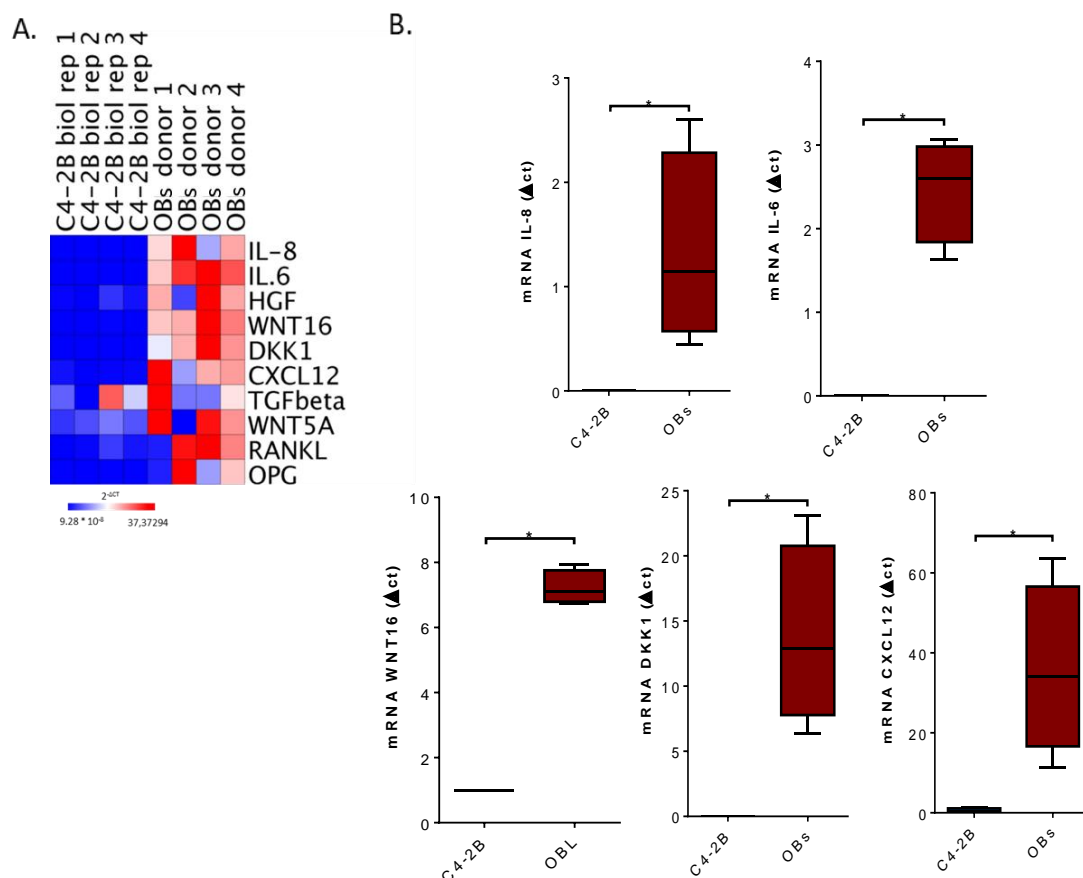 A.
C4-2B biol rep 1
C4-2B biol rep 2
C4-2B biol rep 3
C4-2B biol rep 4
OBs donor 1
OBs donor 2
OBs donor 3
OBs donor 4
IL-8
IL.6
HGF
WNT16
DKK1
CXCL12
TGFbeta
WNT5A
RANKL
OPG
2^-ΔCT
9.28 * 10^-6 37,37294
B.
mRNA IL-8 (▲ct)
3
2
1
0
*
C4-2B OBs
mRNA IL-6 (▲ct)
4
3
2
1
0
*
C4-2B OBs
mRNA WNT16 (▲ct)
10
8
6
4
2
0
*
C4-2B OBL
mRNA DKK1 (▲ct)
25
20
15
10
5
0
*
C4-2B OBs
mRNA CXCL12 (▲ct)
80
60
40
20
0
*
C4-2B OBs